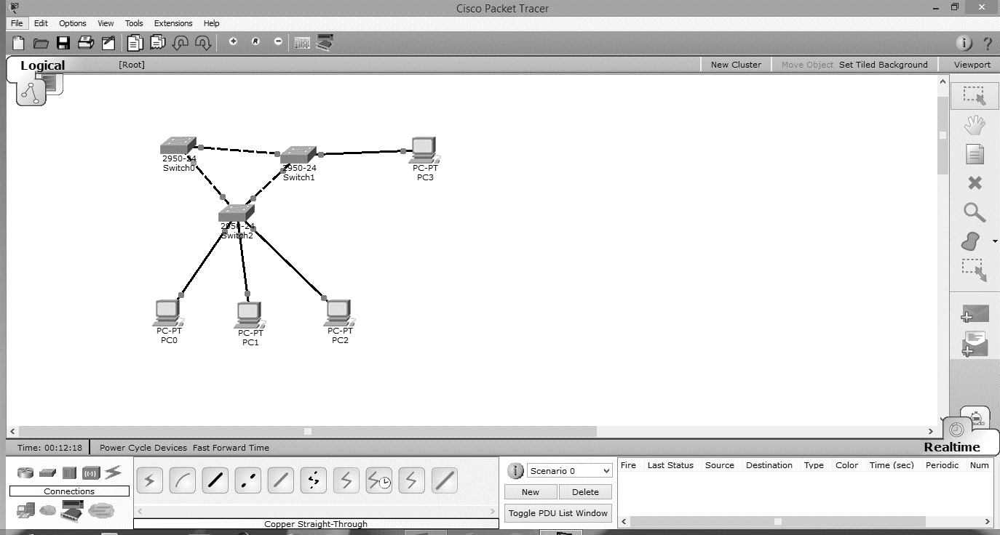 Cisco Packet Tracer
File Edit Options View Tools Extensions Help
Logical [Root] New Cluster Move Object Set Tiled Background Viewport
2950-24
Switch0
2950-24
Switch1
PC-PT
PC3
2950-24
Switch2
PC-PT
PC0
PC-PT
PC1
PC-PT
PC2
Time: 00:12:18 Power Cycle Devices Fast Forward Time Realtime
Connections
Copper Straight-Through
Scenario 0
New Delete
Toggle PDU List Window
Fire Last Status Source Destination Type Color Time (sec) Periodic Num